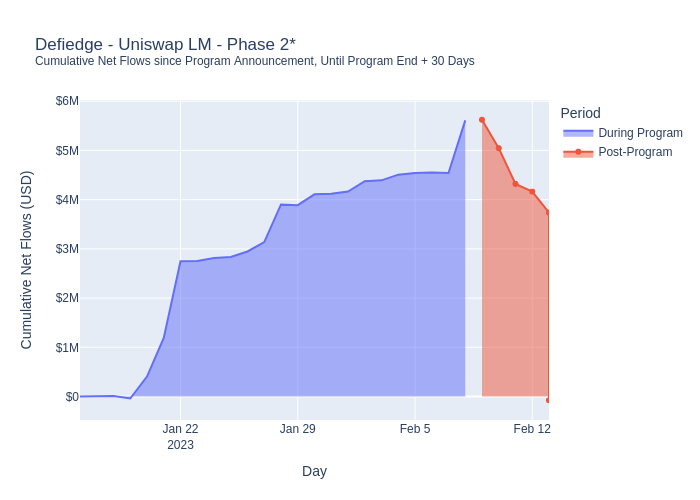 Defiedge - Uniswap LM - Phase 2*
Cumulative Net Flows since Program Announcement, Until Program End + 30 Days
Period
During Program
Post-Program
Cumulative Net Flows (USD)
$6M
$5M
$4M
$3M
$2M
$1M
$0
Jan 22
2023
Jan 29
Feb 5
Feb 12
Day